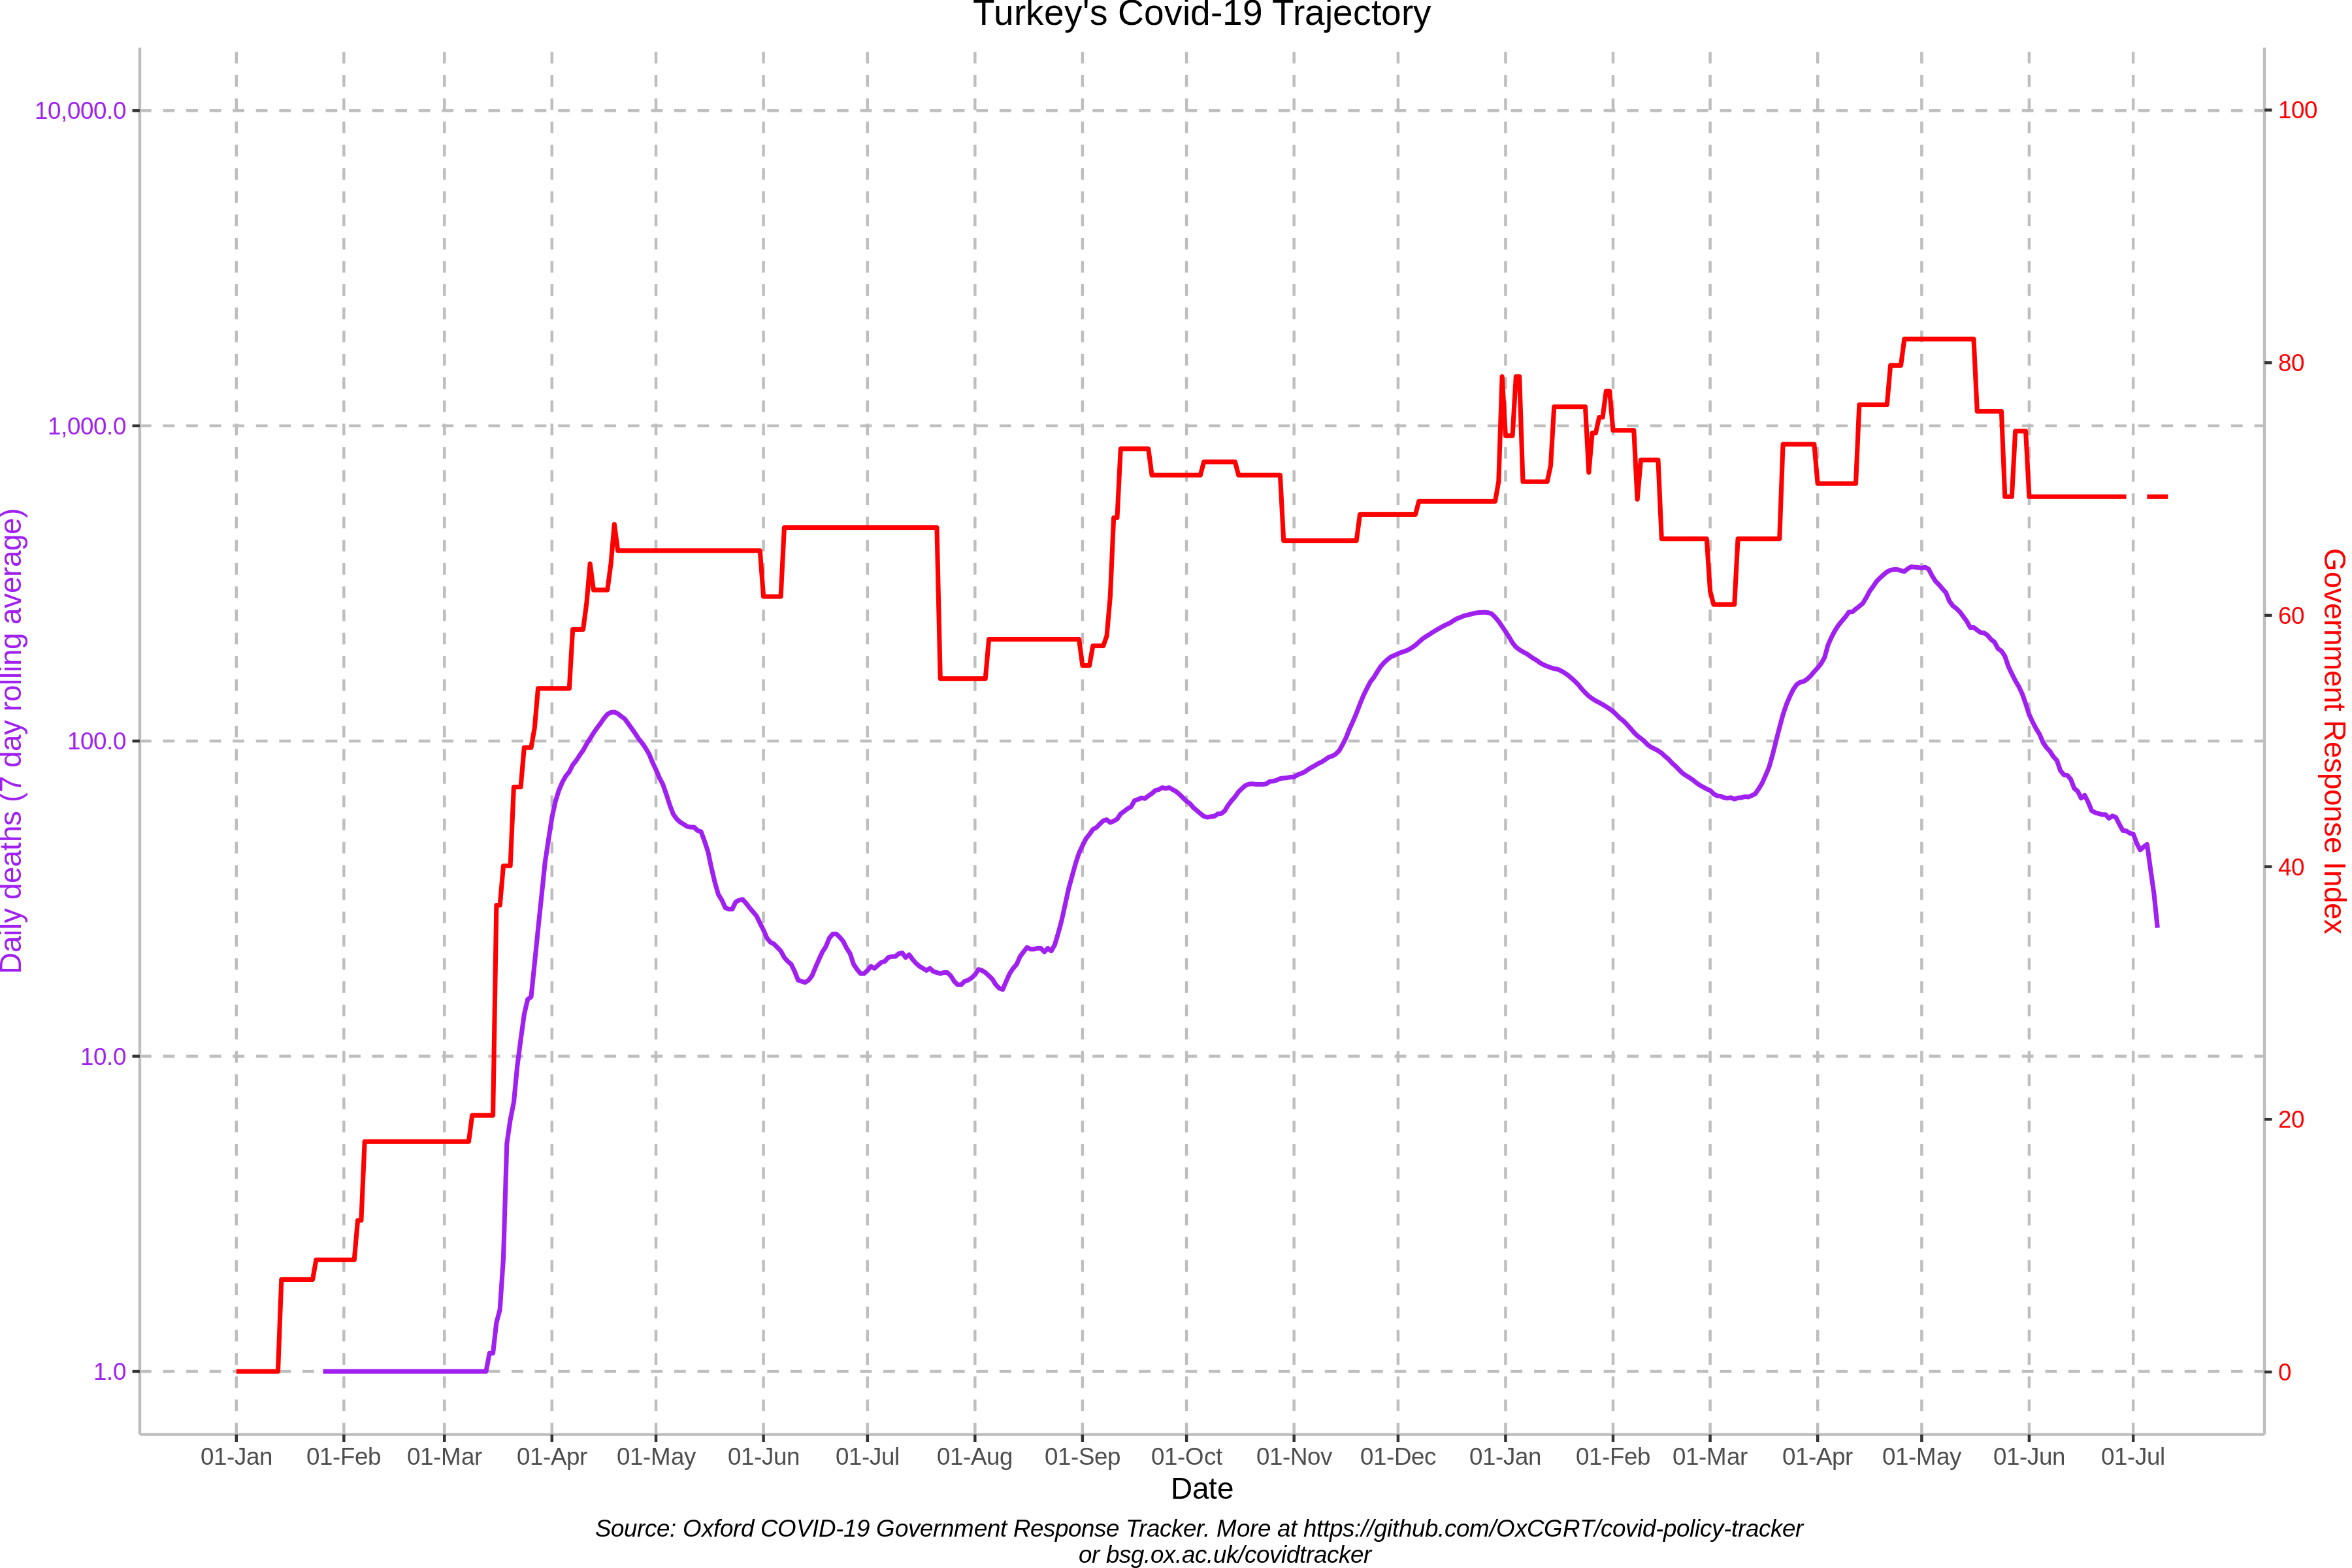 Turkey's Covid-19 Trajectory
Daily deaths (7 day rolling average)
10,000.0
1,000.0
100.0
10.0
1.0
100
80
60
40
20
0
Government Response Index
01-Jan 01-Feb 01-Mar 01-Apr 01-May 01-Jun 01-Jul 01-Aug 01-Sep 01-Oct 01-Nov 01-Dec 01-Jan 01-Feb 01-Mar 01-Apr 01-May 01-Jun 01-Jul
Date
Source: Oxford COVID-19 Government Response Tracker. More at https://github.com/OxCGRT/covid-policy-tracker
or bsg.ox.ac.uk/covidtracker